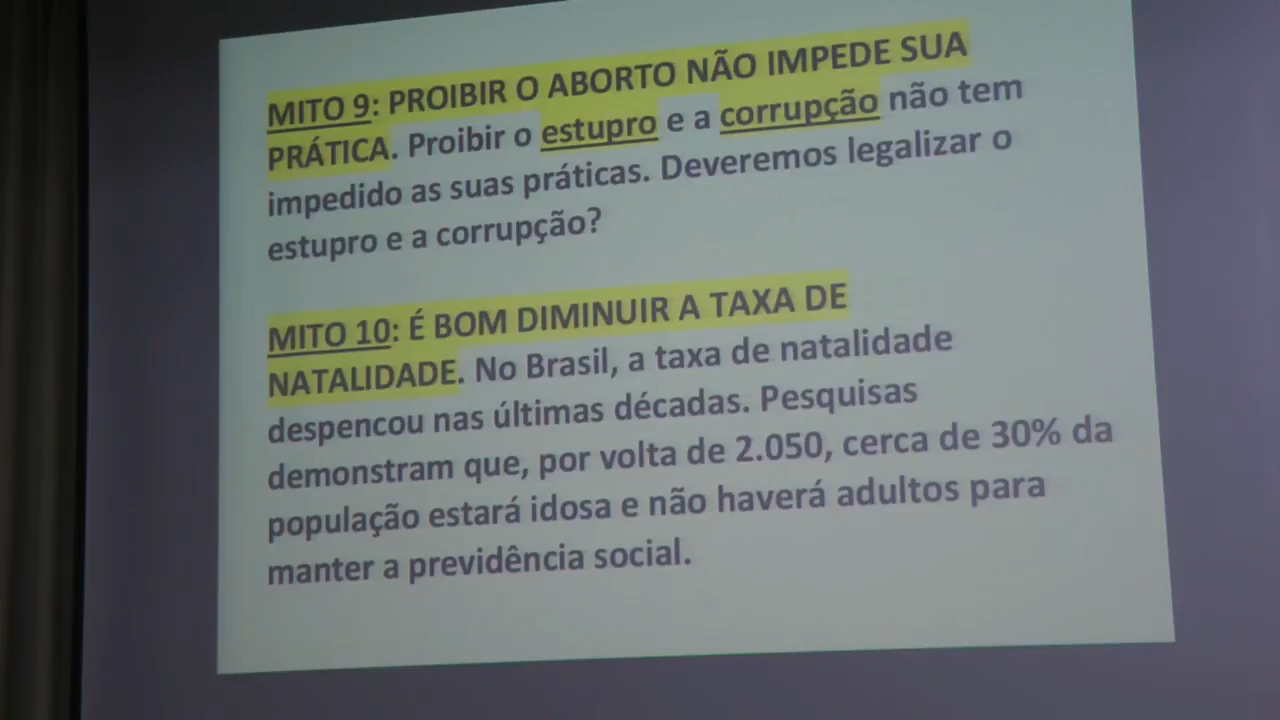 MITO 9: PROIBIR O ABORTO NÃO IMPEDE SUA
PRÁTICA. Proibir o estupro e a corrupção não tem
impedido as suas práticas. Deveremos legalizar o
estupro e a corrupção?
MITO 10: É BOM DIMINUIR A TAXA DE
NATALIDADE. No Brasil, a taxa de natalidade
despencou nas últimas décadas. Pesquisas
demonstram que, por volta de 2.050, cerca de 30% da
população estará idosa e não haverá adultos para
manter a previdência social.